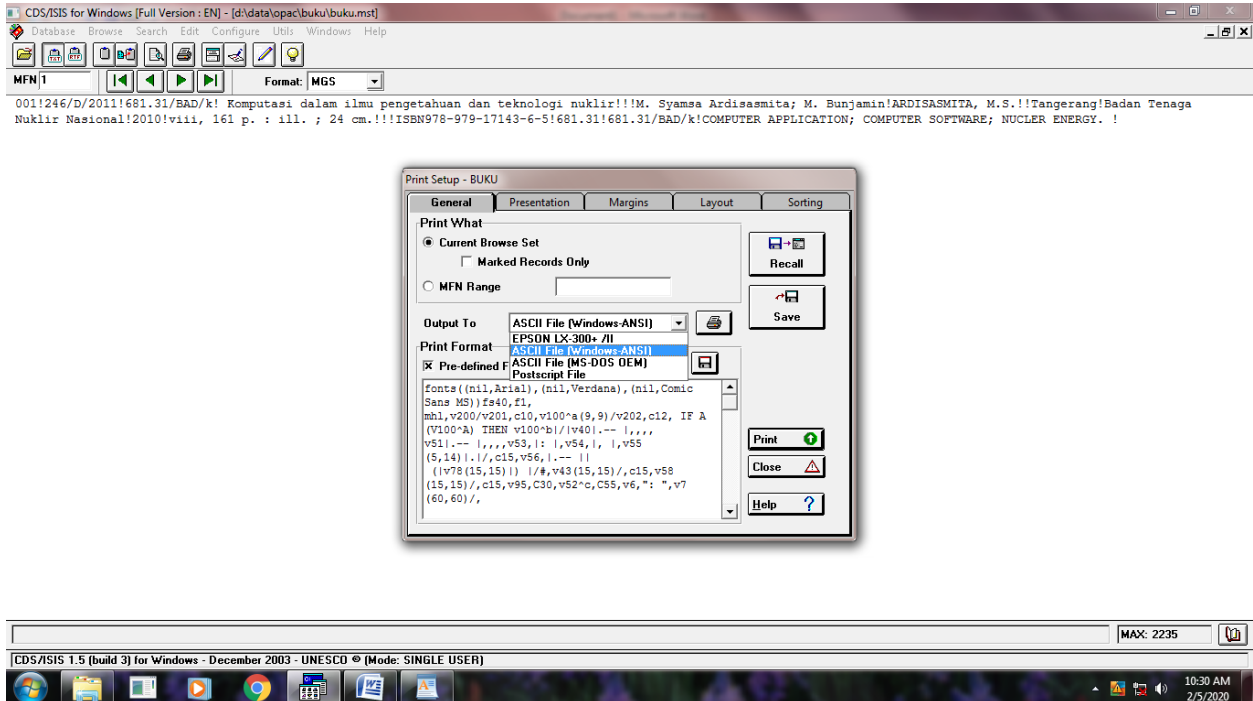 CDS/ISIS for Windows [Full Version : EN] - [d:\data\opac\buku\buku.mst]
Database Browse Search Edit Configure Utils Windows Help
MFN 1 Format: MGS
001!246/D/2011!681.31/BAD/k! Komputasi dalam ilmu pengetahuan dan teknologi nuklir!!!M. Syamsa Ardisasmita; M. Bunjamin!ARDISASMITA, M.S.!!Tangerang!Badan Tenaga
Nuklir Nasional!2010!viii, 161 p. : ill. ; 24 cm.!!!ISBN978-979-17143-6-5!681.31!681.31/BAD/k!COMPUTER APPLICATION; COMPUTER SOFTWARE; NUCLER ENERGY. !
Print Setup - BUKU
General Presentation Margins Layout Sorting
Print What
Current Browse Set
Marked Records Only
MFN Range
Recall
Save
Output To ASCII File (Windows-ANSI)
EPSON LX-300+ /II
ASCII File (Windows-ANSI)
ASCII File (MS-DOS OEM)
Postscript File
Print Format
Pre-defined F
fonts((nil,Arial),(nil,Verdana),(nil,Comic
Sans MS))fs40,f1,
mhl,v200/v201,c10,v100^a(9,9)/v202,c12, IF A
(V100^A) THEN v100^b|/|v40|.-- |,,,,
v51|.-- |,,,,v53,|: |,v54,|, |,v55
(5,14)|.|/,c15,v56,|.-- ||
(|v78(15,15)|) |/#,v43(15,15)/,c15,v58
(15,15)/,c15,v95,C30,v52^c,C55,v6,": ",v7
(60,60)/,
Print
Close
Help ?
MAX: 2235
CDS/ISIS 1.5 (build 3) for Windows - December 2003 - UNESCO © (Mode: SINGLE USER)
10:30 AM
2/5/2020